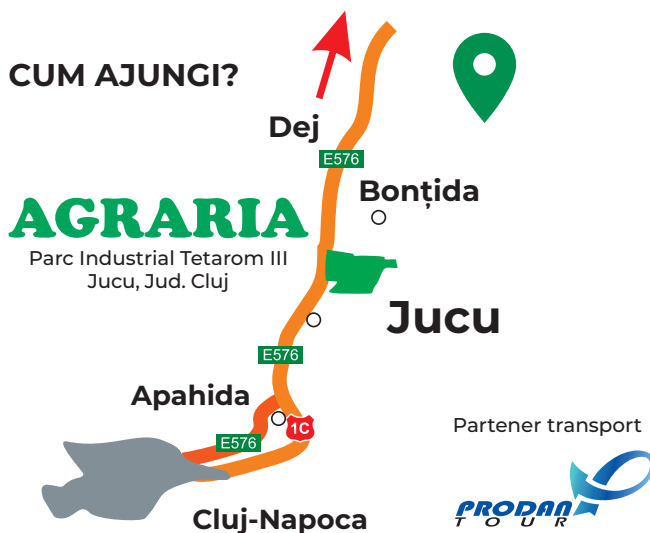 CUM AJUNGI?
Dej
E576
Bonțida
AGRARIA
Parc Industrial Tetarom III
Jucu, Jud. Cluj
Jucu
E576
Apahida
1C
E576
Partener transport
Cluj-Napoca
PRODAN
TOUR